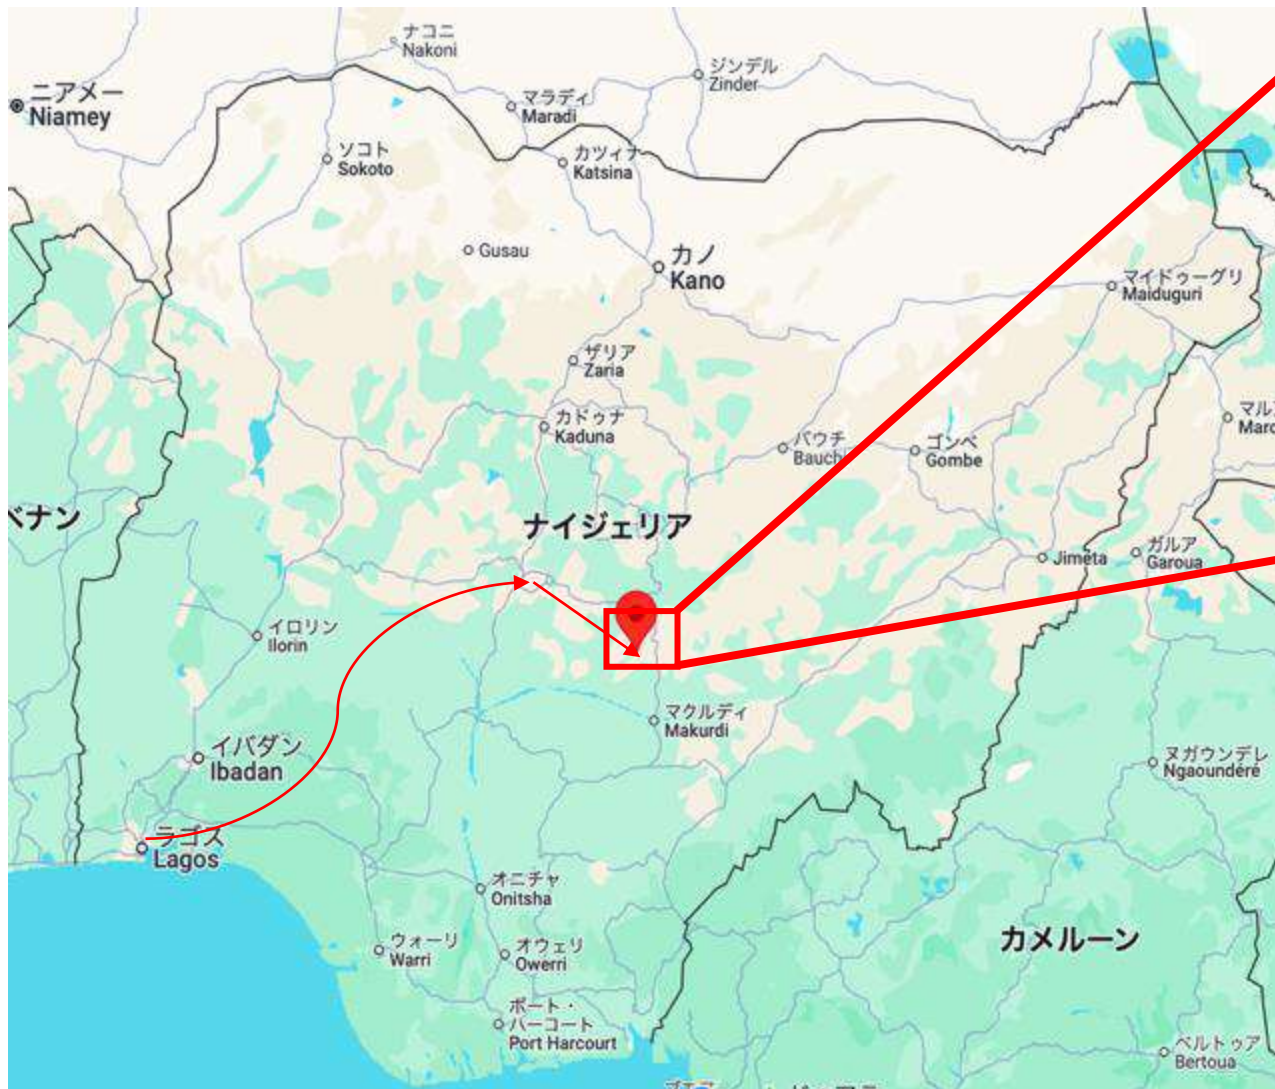 ナコニ
Nakoni
ジンデル
Zinder
ニアメー
Niamey
マラディ
Maradi
ソコト
Sokoto
カツィナ
Katsina
Gusau
カノ
Kano
マイドゥーグリ
Maiduguri
ザリア
Zaria
カドゥナ
Kaduna
マル
Maro
バウチ
Bauchi
ゴンベ
Gombe
ベナン
ナイジェリア
Jimeta
ガルア
Garoua
イロリン
Ilorin
マクルディ
Makurdi
イバダン
Ibadan
ヌガウンデレ
Ngaoundéré
ラゴス
Lagos
オニチャ
Onitsha
ウォーリ
Warri
オウェリ
Owerri
カメルーン
ポート・
ハーコート
Port Harcourt
ベルトゥア
Bertoua